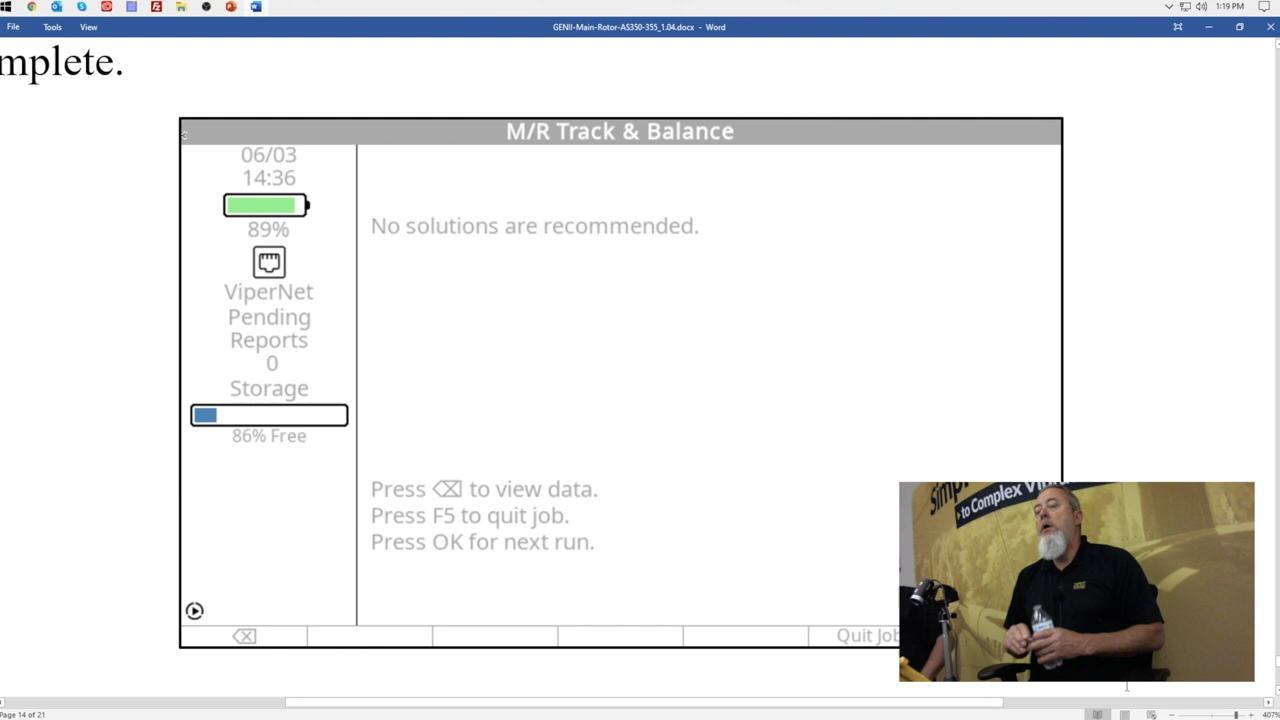 1:19 PM
File Tools View
GENII-Main-Rotor-AS350-355_1.04.docx - Word
mplete.
M/R Track & Balance
06/03
14:36
89%
ViperNet
Pending
Reports
0
Storage
86% Free
No solutions are recommended.
Press ⌫ to view data.
Press F5 to quit job.
Press OK for next run.
Quit Job
to Complex
Page 14 of 21
407%